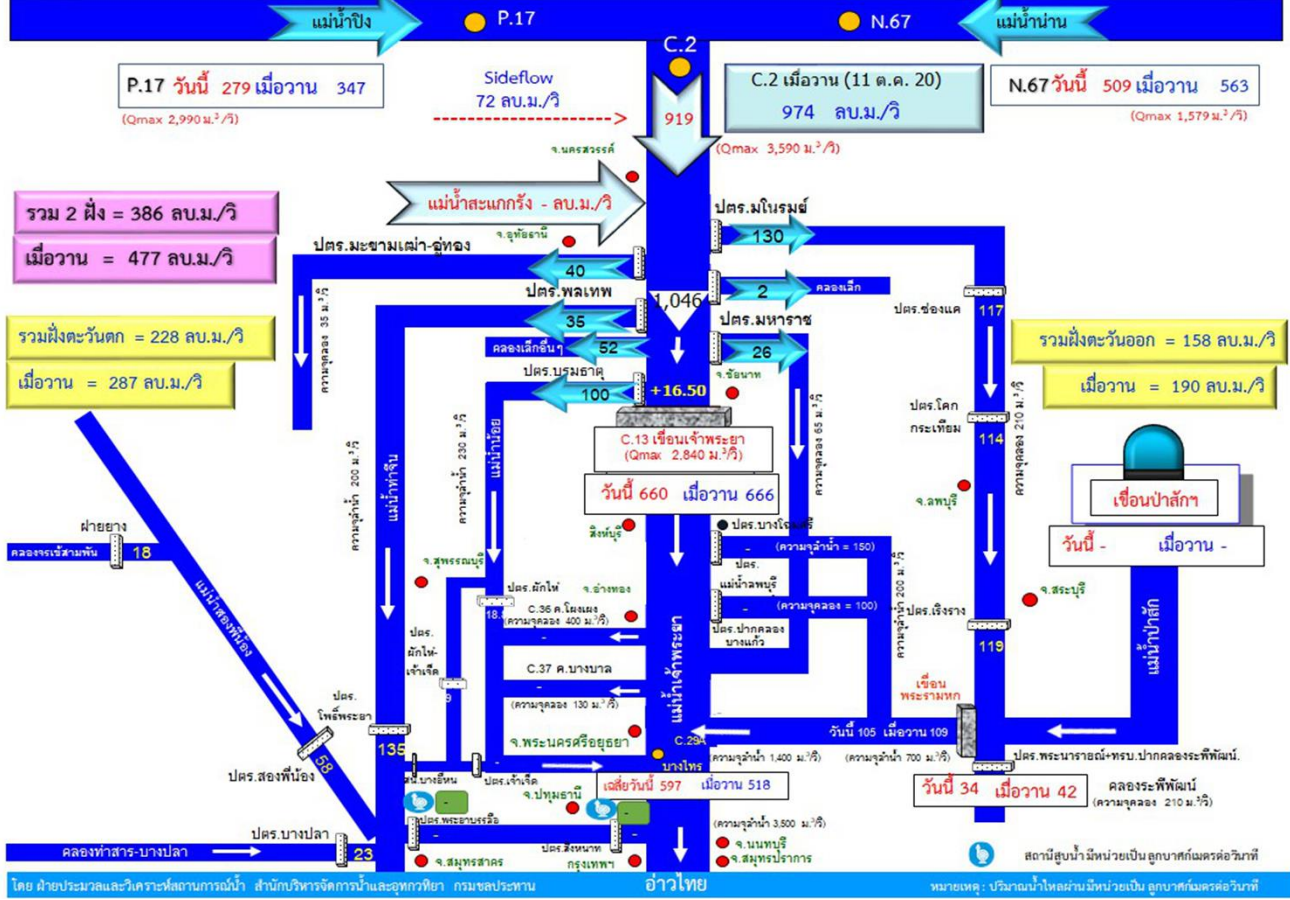 แม่น้ำปิง
P.17
N.67
แม่น้ำน่าน
C.2
P.17 วันนี้ 279 เมื่อวาน 347
(Qmax 2,990 ม.³/วิ)
Sideflow
72 ลบ.ม./วิ
919
C.2 เมื่อวาน (11 ต.ค. 20)
974 ลบ.ม./วิ
(Qmax 3,590 ม.³/วิ)
N.67 วันนี้ 509 เมื่อวาน 563
(Qmax 1,579 ม.³/วิ)
จ.นครสวรรค์
แม่น้ำสะแกกรัง - ลบ.ม./วิ
จ.อุทัยธานี
รวม 2 ฝั่ง = 386 ลบ.ม./วิ
เมื่อวาน = 477 ลบ.ม./วิ
ปตร.มโนรมย์
130
ปตร.มะขามเฒ่า-อู่ทอง
40
ความจุคลอง 35 ม.³/วิ
2
คลองเล็ก
1,046
ปตร.พลเทพ
35
ปตร.มหาราช
26
คลองเล็กอื่นๆ
52
ปตร.บรมธาตุ
100
+16.50
จ.ชัยนาท
ปตร.ช่องแค
117
รวมฝั่งตะวันตก = 228 ลบ.ม./วิ
เมื่อวาน = 287 ลบ.ม./วิ
รวมฝั่งตะวันออก = 158 ลบ.ม./วิ
เมื่อวาน = 190 ลบ.ม./วิ
ปตร.โคก
กระเทียม
114
ความจุคลอง 210 ม.³/วิ
ความจุคลอง 65 ม.³/วิ
C.13 เขื่อนเจ้าพระยา
(Qmax 2,840 ม.³/วิ)
วันนี้ 660 เมื่อวาน 666
ความจุลำน้ำ 200 ม.³/วิ
แม่น้ำท่าจีน
ความจุลำน้ำ 230 ม.³/วิ
แม่น้ำน้อย
จ.ลพบุรี
เขื่อนป่าสักฯ
วันนี้ - เมื่อวาน -
ฝายยาง
คลองจรเข้สามพัน
18
แม่น้ำสองพี่น้อง
สิงห์บุรี
ปตร.บางโฉมศรี
- (ความจุลำน้ำ = 150)
ปตร.
แม่น้ำลพบุรี
- (ความจุคลอง = 100)
ปตร.ปากคลอง
บางแก้ว
ความจุลำน้ำ 200 ม.³/วิ
จ.สุพรรณบุรี
ปตร.ผักไห่
จ.อ่างทอง
C.36 ค.โผงเผง
(ความจุคลอง 400 ม.³/วิ)
-
ปตร.
ผักไห่-
เจ้าเจ็ด
9
C.37 ค.บางบาล
-
(ความจุคลอง 130 ม.³/วิ)
แม่น้ำเจ้าพระยา
ปตร.เริงราง
119
จ.สระบุรี
แม่น้ำป่าสัก
เขื่อน
พระรามหก
วันนี้ 105 เมื่อวาน 109
(ความจุลำน้ำ 1,400 ม.³/วิ)
(ความจุลำน้ำ 700 ม.³/วิ)
ปตร.
โพธิ์พระยา
135
ปตร.สองพี่น้อง
58
จ.พระนครศรีอยุธยา
C.29A
บางไทร
ปตร.เจ้าเจ็ด
เฉลี่ยวันนี้ 597 เมื่อวาน 518
ปตร.พระนารายณ์+ทรบ.ปากคลองระพีพัฒน์.
วันนี้ 34 เมื่อวาน 42
คลองระพีพัฒน์
(ความจุคลอง 210 ม.³/วิ)
-
จ.ปทุมธานี
-
(ความจุลำน้ำ 3,500 ม.³/วิ)
ปตร.พระยาบรรลือ
-
ปตร.สิงหนาท
-
ปตร.บางปลา
คลองท่าสาร-บางปลา
23
จ.สมุทรสาคร
กรุงเทพฯ
จ.นนทบุรี
จ.สมุทรปราการ
สถานีสูบน้ำ มีหน่วยเป็น ลูกบาศก์เมตรต่อวินาที
โดย ฝ่ายประมวลและวิเคราะห์สถานการณ์น้ำ สำนักบริหารจัดการน้ำและอุทกวิทยา กรมชลประทาน
อ่าวไทย
หมายเหตุ : ปริมาณน้ำไหลผ่าน มีหน่วยเป็น ลูกบาศก์เมตรต่อวินาที